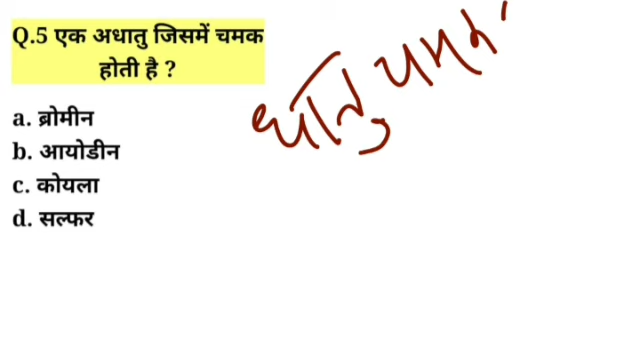 Q.5 एक अधातु जिसमें चमक
होती है ?
a. ब्रोमीन
b. आयोडीन
c. कोयला
d. सल्फर
धातु चमक